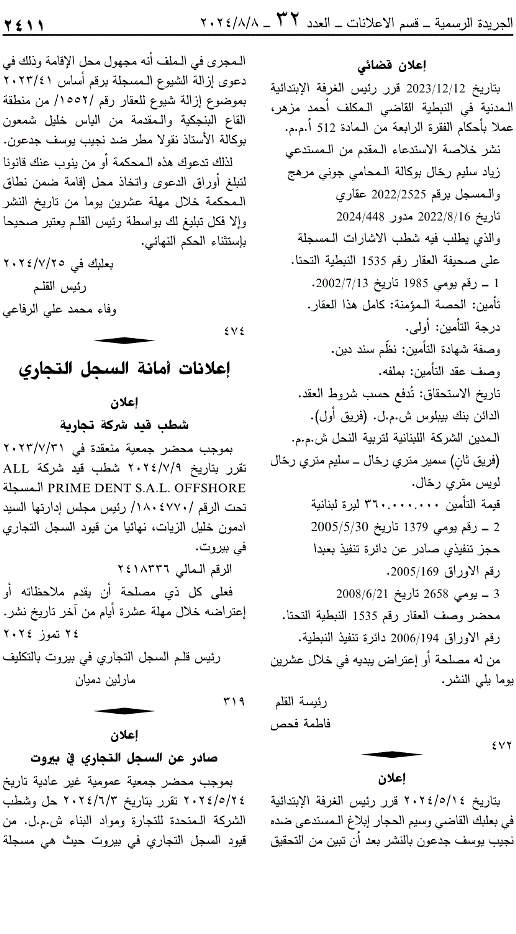 الجريدة الرسمية – قسم الاعلانات – العدد ٣٢ – ٢٠٢٤/٨/٨
٢٤١١
إعلان قضائي
بتاريخ 2023/12/12 قرر رئيس الغرفة الإبتدائية
المدنية في النبطية القاضي المكلف أحمد مزهر،
عملا بأحكام الفقرة الرابعة من المادة 512 أ.م.م.
نشر خلاصة الاستدعاء المقدم من المستدعي
زياد سليم رحّال بوكالة المحامي جوني مرهج
والمسجل برقم 2022/2525 عقاري
تاريخ 2022/8/16 مدور 2024/448
والذي يطلب فيه شطب الاشارات المسجلة
على صحيفة العقار رقم 1535 النبطية التحتا.
1 – رقم يومي 1985 تاريخ 2002/7/13.
تأمين: الحصة المؤمنة: كامل هذا العقار.
درجة التأمين: أولى.
وصفة شهادة التأمين: نظّم سند دين.
وصف عقد التأمين: بملفه.
تاريخ الاستحقاق: تُدفع حسب شروط العقد.
الدائن بنك بيبلوس ش.م.ل. (فريق أول).
المدين الشركة اللبنانية لتربية النحل ش.م.م.
(فريق ثانٍ) سمير متري رحّال – سليم متري رحّال
لويس متري رحّال.
قيمة التأمين ٣٦٠.٠٠٠.٠٠٠ ليرة لبنانية
2 – رقم يومي 1379 تاريخ 2005/5/30
حجز تنفيذي صادر عن دائرة تنفيذ بعبدا
رقم الاوراق 2005/169.
3 – يومي 2658 تاريخ 2008/6/21
محضر وصف العقار رقم 1535 النبطية التحتا.
رقم الاوراق 2006/194 دائرة تنفيذ النبطية.
من له مصلحة أو إعتراض يبديه في خلال عشرين
يوما يلي النشر.
رئيسة القلم
فاطمة فحص
٤٧٢
إعلان
بتاريخ ٢٠٢٤/٥/١٤ قرر رئيس الغرفة الإبتدائية
في بعلبك القاضي وسيم الحجار إبلاغ المستدعى ضده
نجيب يوسف جدعون بالنشر بعد أن تبين من التحقيق
المجرى في الملف أنه مجهول محل الإقامة وذلك في
دعوى إزالة الشيوع المسجلة برقم أساس ٢٠٢٣/٤١
بموضوع إزالة شيوع للعقار رقم /١٥٥٢/ من منطقة
القاع البنجكية والمقدمة من الياس خليل شمعون
بوكالة الأستاذ نقولا مطر ضد نجيب يوسف جدعون.
لذلك تدعوك هذه المحكمة أو من ينوب عنك قانونا
لتبلغ أوراق الدعوى واتخاذ محل إقامة ضمن نطاق
المحكمة خلال مهلة عشرين يوما من تاريخ النشر
وإلا فكل تبليغ لك بواسطة رئيس القلم يعتبر صحيحا
بإستثناء الحكم النهائي.
بعلبك في ٢٠٢٤/٧/٢٥
رئيس القلم
وفاء محمد علي الرفاعي
٤٧٤
إعلانات أمانة السجل التجاري
إعلان
شطب قيد شركة تجارية
بموجب محضر جمعية منعقدة في ٢٠٢٣/٧/٣١
تقرر بتاريخ ٢٠٢٤/٧/٩ شطب قيد شركة ALL
PRIME DENT S.A.L. OFFSHORE المسجلة
تحت الرقم /١٨٠٤٧٧٠/ رئيس مجلس إدارتها السيد
ادمون خليل الزيات، نهائيا من قيود السجل التجاري
في بيروت.
الرقم المالي ٢٤١٨٣٣٦
فعلى كل ذي مصلحة أن يقدم ملاحظاته أو
إعتراضه خلال مهلة عشرة أيام من آخر تاريخ نشر.
٢٤ تموز ٢٠٢٤
رئيس قلم السجل التجاري في بيروت بالتكليف
مارلين دميان
٣١٩
إعلان
صادر عن السجل التجاري في بيروت
بموجب محضر جمعية عمومية غير عادية تاريخ
٢٠٢٤/٥/٢٤ تقرر بتاريخ ٢٠٢٤/٦/٣ حل وشطب
الشركة المتحدة للتجارة ومواد البناء ش.م.ل. من
قيود السجل التجاري في بيروت حيث هي مسجلة